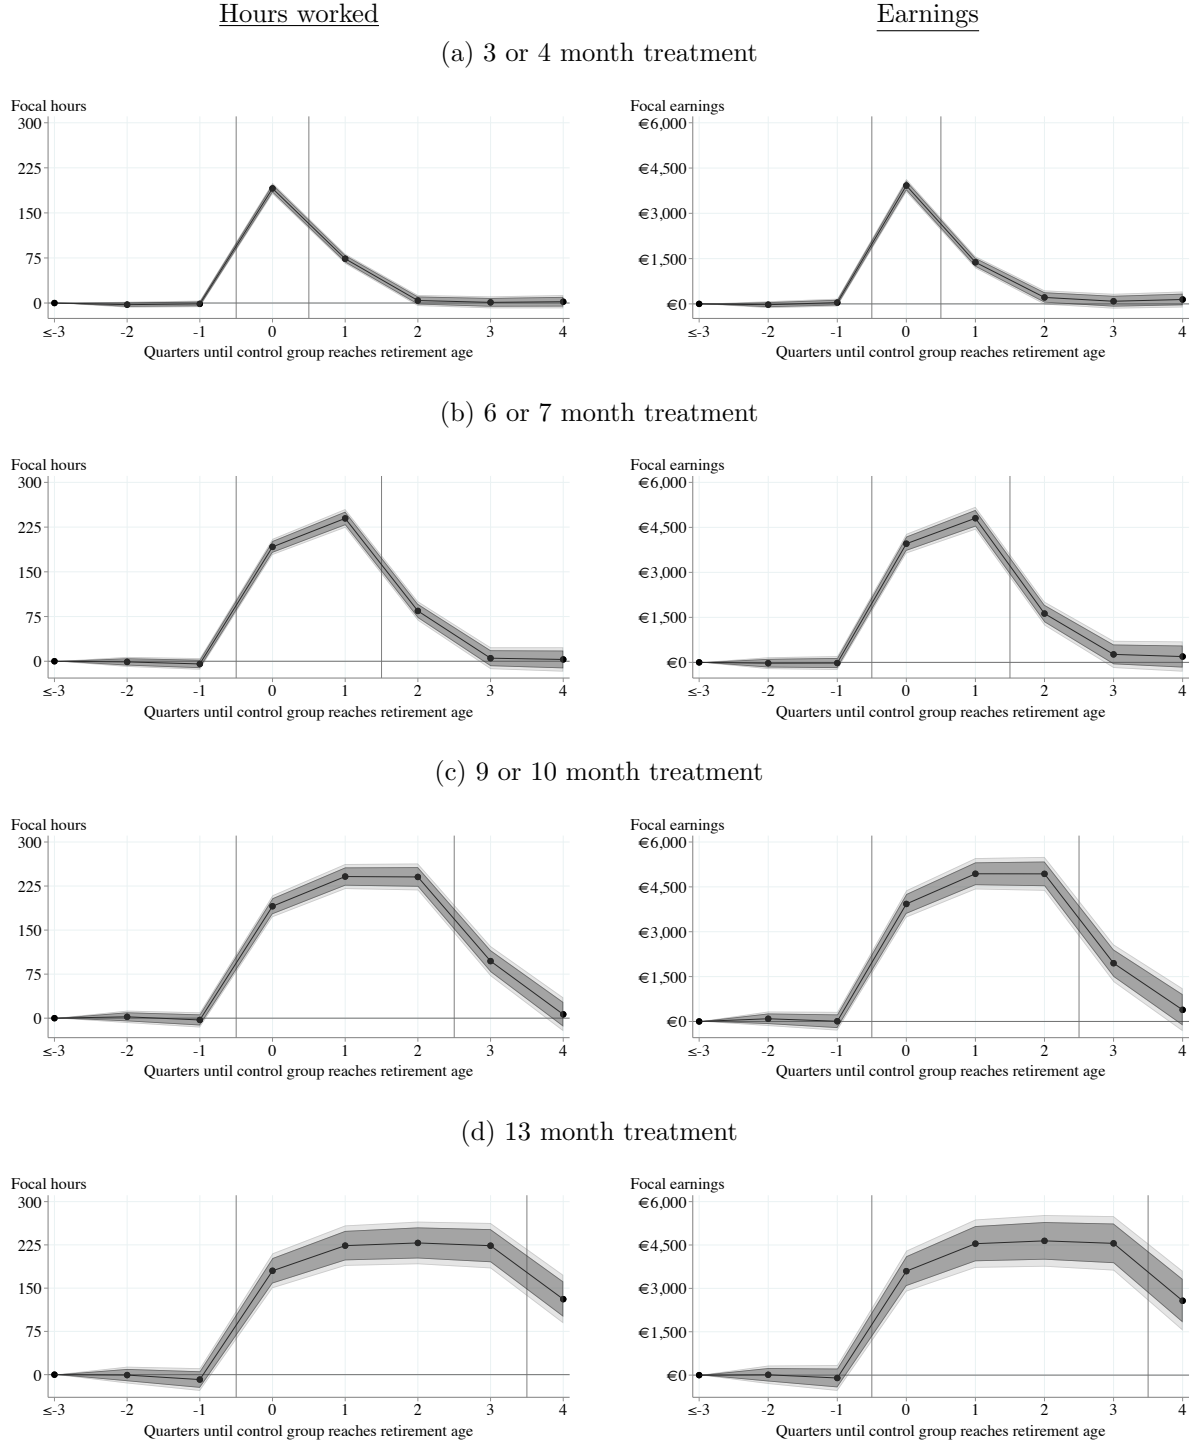 Hours worked Earnings
(a) 3 or 4 month treatment
Focal hours Focal earnings
300 €6,000
225 €4,500
150 €3,000
75 €1,500
0 €0
≤-3 -2 -1 0 1 2 3 4 ≤-3 -2 -1 0 1 2 3 4
Quarters until control group reaches retirement age Quarters until control group reaches retirement age
(b) 6 or 7 month treatment
Focal hours Focal earnings
300 €6,000
225 €4,500
150 €3,000
75 €1,500
0 €0
≤-3 -2 -1 0 1 2 3 4 ≤-3 -2 -1 0 1 2 3 4
Quarters until control group reaches retirement age Quarters until control group reaches retirement age
(c) 9 or 10 month treatment
Focal hours Focal earnings
300 €6,000
225 €4,500
150 €3,000
75 €1,500
0 €0
≤-3 -2 -1 0 1 2 3 4 ≤-3 -2 -1 0 1 2 3 4
Quarters until control group reaches retirement age Quarters until control group reaches retirement age
(d) 13 month treatment
Focal hours Focal earnings
300 €6,000
225 €4,500
150 €3,000
75 €1,500
0 €0
≤-3 -2 -1 0 1 2 3 4 ≤-3 -2 -1 0 1 2 3 4
Quarters until control group reaches retirement age Quarters until control group reaches retirement age